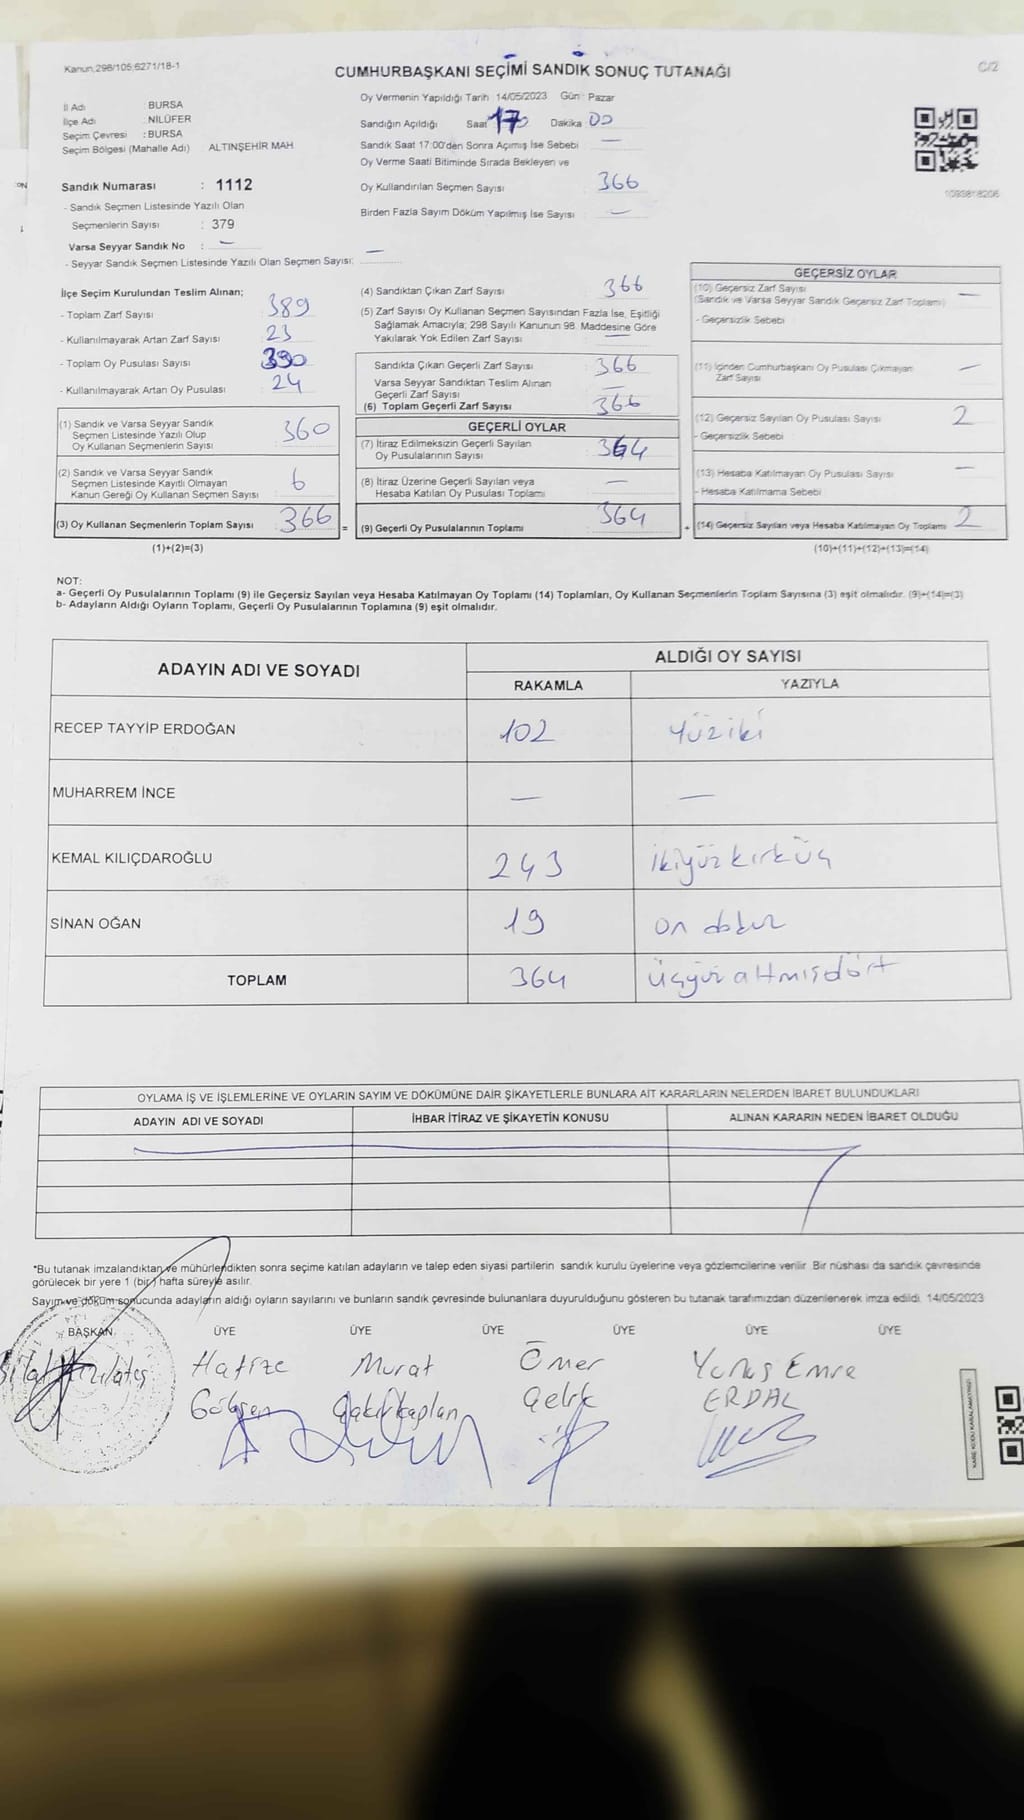 Kanun,298/105;6271/18-1
CUMHURBAŞKANI SEÇİMİ SANDIK SONUÇ TUTANAĞI
C/2
İl Adı : BURSA
İlçe Adı : NİLÜFER
Seçim Çevresi : BURSA
Seçim Bölgesi (Mahalle Adı) ALTINŞEHİR MAH.
Sandık Numarası : 1112
- Sandık Seçmen Listesinde Yazılı Olan
Seçmenlerin Sayısı : 379
Varsa Seyyar Sandık No : —
- Seyyar Sandık Seçmen Listesinde Yazılı Olan Seçmen Sayısı: —
Oy Vermenin Yapıldığı Tarih 14/05/2023 Gün : Pazar
Sandığın Açıldığı Saat 17 Dakika 00
Sandık Saat 17:00'den Sonra Açımış İse Sebebi —
Oy Verme Saati Bitiminde Sırada Bekleyen ve
Oy Kullandırılan Seçmen Sayısı 366
Birden Fazla Sayım Döküm Yapılmış İse Sayısı —
1093818206
İlçe Seçim Kurulundan Teslim Alınan;
- Toplam Zarf Sayısı : 389
- Kullanılmayarak Artan Zarf Sayısı : 23
- Toplam Oy Pusulası Sayısı : 390
- Kullanılmayarak Artan Oy Pusulası : 24
(1) Sandık ve Varsa Seyyar Sandık
Seçmen Listesinde Yazılı Olup
Oy Kullanan Seçmenlerin Sayısı 360
(2) Sandık ve Varsa Seyyar Sandık
Seçmen Listesinde Kayıtlı Olmayan
Kanun Gereği Oy Kullanan Seçmen Sayısı 6
(3) Oy Kullanan Seçmenlerin Toplam Sayısı 366 =
(1)+(2)=(3)
(4) Sandıktan Çıkan Zarf Sayısı 366
(5) Zarf Sayısı Oy Kullanan Seçmen Sayısından Fazla İse, Eşitliği
Sağlamak Amacıyla; 298 Sayılı Kanunun 98. Maddesine Göre
Yakılarak Yok Edilen Zarf Sayısı —
Sandıkta Çıkan Geçerli Zarf Sayısı 366
Varsa Seyyar Sandıktan Teslim Alınan
Geçerli Zarf Sayısı —
(6) Toplam Geçerli Zarf Sayısı 366
GEÇERLİ OYLAR
(7) İtiraz Edilmeksizin Geçerli Sayılan
Oy Pusulalarının Sayısı 364
(8) İtiraz Üzerine Geçerli Sayılan veya
Hesaba Katılan Oy Pusulası Toplamı —
(9) Geçerli Oy Pusulalarının Toplamı 364 +
GEÇERSİZ OYLAR
(10) Geçersiz Zarf Sayısı —
(Sandık ve Varsa Seyyar Sandık Geçersiz Zarf Toplamı)
- Geçersizlik Sebebi
(11) İçinden Cumhurbaşkanı Oy Pusulası Çıkmayan
Zarf Sayısı —
(12) Geçersiz Sayılan Oy Pusulası Sayısı 2
- Geçersizlik Sebebi
(13) Hesaba Katılmayan Oy Pusulası Sayısı —
- Hesaba Katılmama Sebebi
(14) Geçersiz Sayılan veya Hesaba Katılmayan Oy Toplamı 2
(10)+(11)+(12)+(13)=(14)
NOT:
a- Geçerli Oy Pusulalarının Toplamı (9) ile Geçersiz Sayılan veya Hesaba Katılmayan Oy Toplamı (14) Toplamları, Oy Kullanan Seçmenlerin Toplam Sayısına (3) eşit olmalıdır. (9)+(14)=(3)
b- Adayların Aldığı Oyların Toplamı, Geçerli Oy Pusulalarının Toplamına (9) eşit olmalıdır.
ADAYIN ADI VE SOYADI ALDIĞI OY SAYISI
RAKAMLA YAZIYLA
RECEP TAYYİP ERDOĞAN 102 Yüziki
MUHARREM İNCE — —
KEMAL KILIÇDAROĞLU 243 ikiyüzkırküç
SİNAN OĞAN 19 on dokuz
TOPLAM 364 Üçyüzaltmışdört
OYLAMA İŞ VE İŞLEMLERİNE VE OYLARIN SAYIM VE DÖKÜMÜNE DAİR ŞİKAYETLERLE BUNLARA AİT KARARLARIN NELERDEN İBARET BULUNDUKLARI
ADAYIN ADI VE SOYADI İHBAR İTİRAZ VE ŞİKAYETİN KONUSU ALINAN KARARIN NEDEN İBARET OLDUĞU
*Bu tutanak imzalandıktan ve mühürlendikten sonra seçime katılan adayların ve talep eden siyasi partilerin sandık kurulu üyelerine veya gözlemcilerine verilir. Bir nüshası da sandık çevresinde
görülecek bir yere 1 (bir) hafta süreyle asılır.
Sayım ve döküm sonucunda adayların aldığı oyların sayılarını ve bunların sandık çevresinde bulunanlara duyurulduğunu gösteren bu tutanak tarafımızdan düzenlenerek imza edildi. 14/05/2023
BAŞKAN ÜYE ÜYE ÜYE ÜYE ÜYE ÜYE
Hafize Murat Ömer Yunus Emre
Gökşen Çakırkaplan Çelik ERDAL
KARE KODU KARALAMAYINIZ!